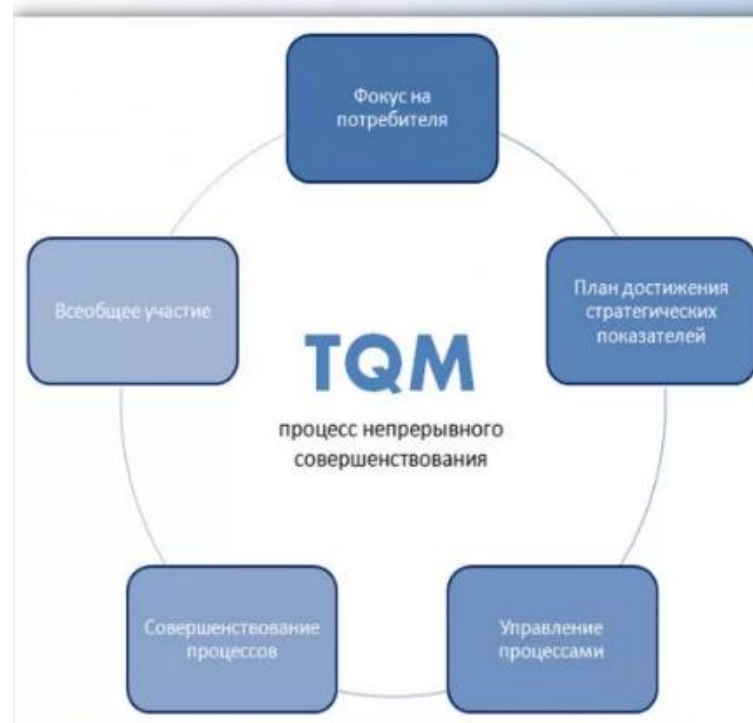 Фокус на
потребителя
План достижения
стратегических
показателей
Всеобщее участие
TQM
процесс непрерывного
совершенствования
Совершенствование
процессов
Управление
процессами